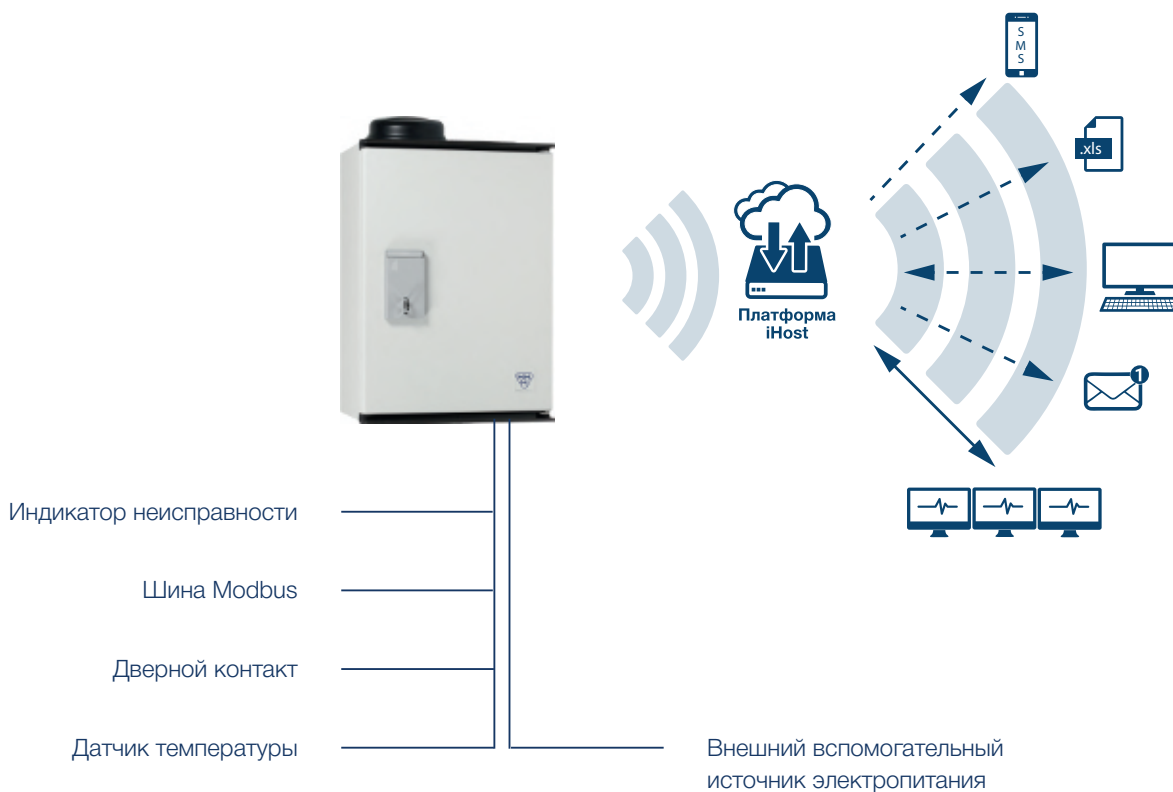 S
M
S
.xls
Платформа
iHost
1
Индикатор неисправности
Шина Modbus
Дверной контакт
Датчик температуры
Внешний вспомогательный
источник электропитания